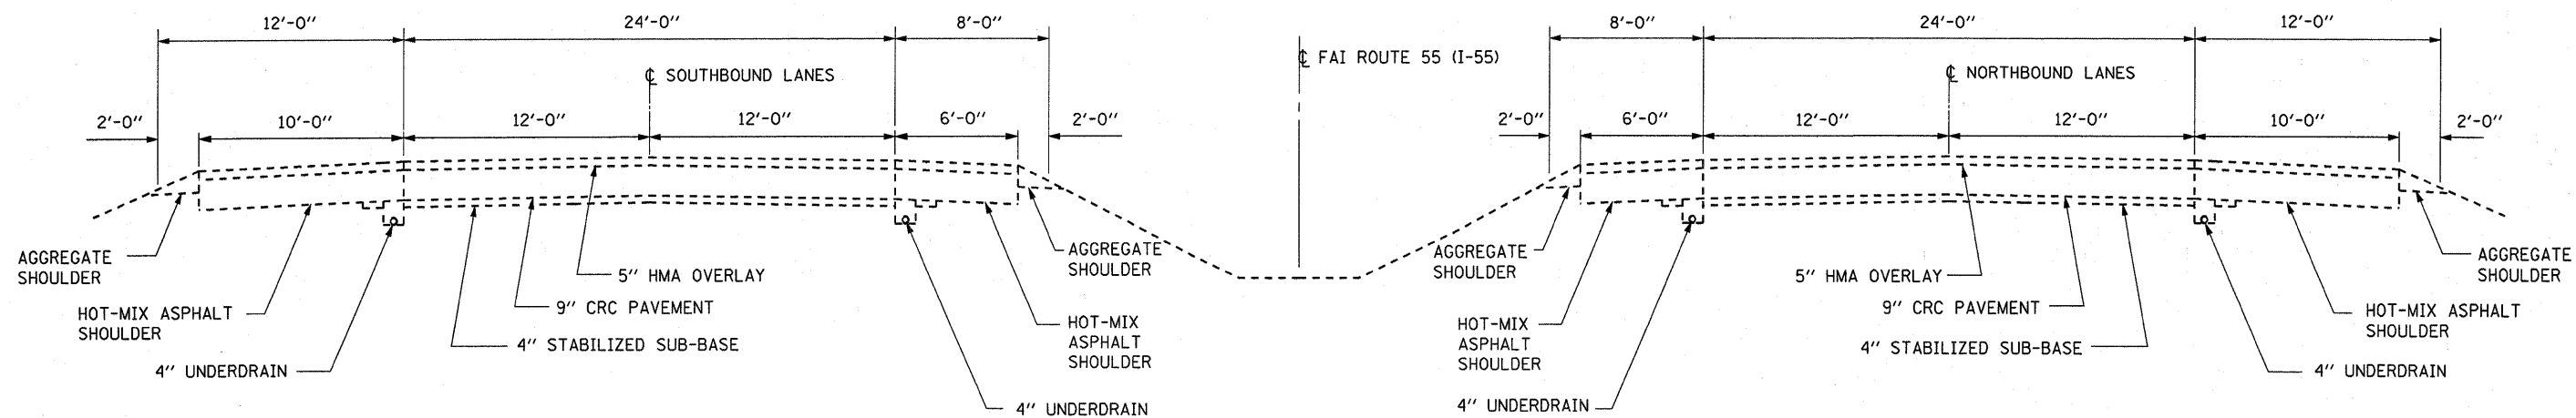 12'-0"
24'-0"
8'-0"
8'-0"
24'-0"
12'-0"
℄ FAI ROUTE 55 (I-55)
℄ SOUTHBOUND LANES
℄ NORTHBOUND LANES
2'-0"
10'-0"
12'-0"
12'-0"
6'-0"
2'-0"
2'-0"
6'-0"
12'-0"
12'-0"
10'-0"
2'-0"
AGGREGATE
SHOULDER
HOT-MIX ASPHALT
SHOULDER
4" UNDERDRAIN
5" HMA OVERLAY
9" CRC PAVEMENT
4" STABILIZED SUB-BASE
AGGREGATE
SHOULDER
HOT-MIX
ASPHALT
SHOULDER
4" UNDERDRAIN
AGGREGATE
SHOULDER
HOT-MIX
ASPHALT
SHOULDER
4" UNDERDRAIN
5" HMA OVERLAY
9" CRC PAVEMENT
4" STABILIZED SUB-BASE
AGGREGATE
SHOULDER
HOT-MIX ASPHALT
SHOULDER
4" UNDERDRAIN